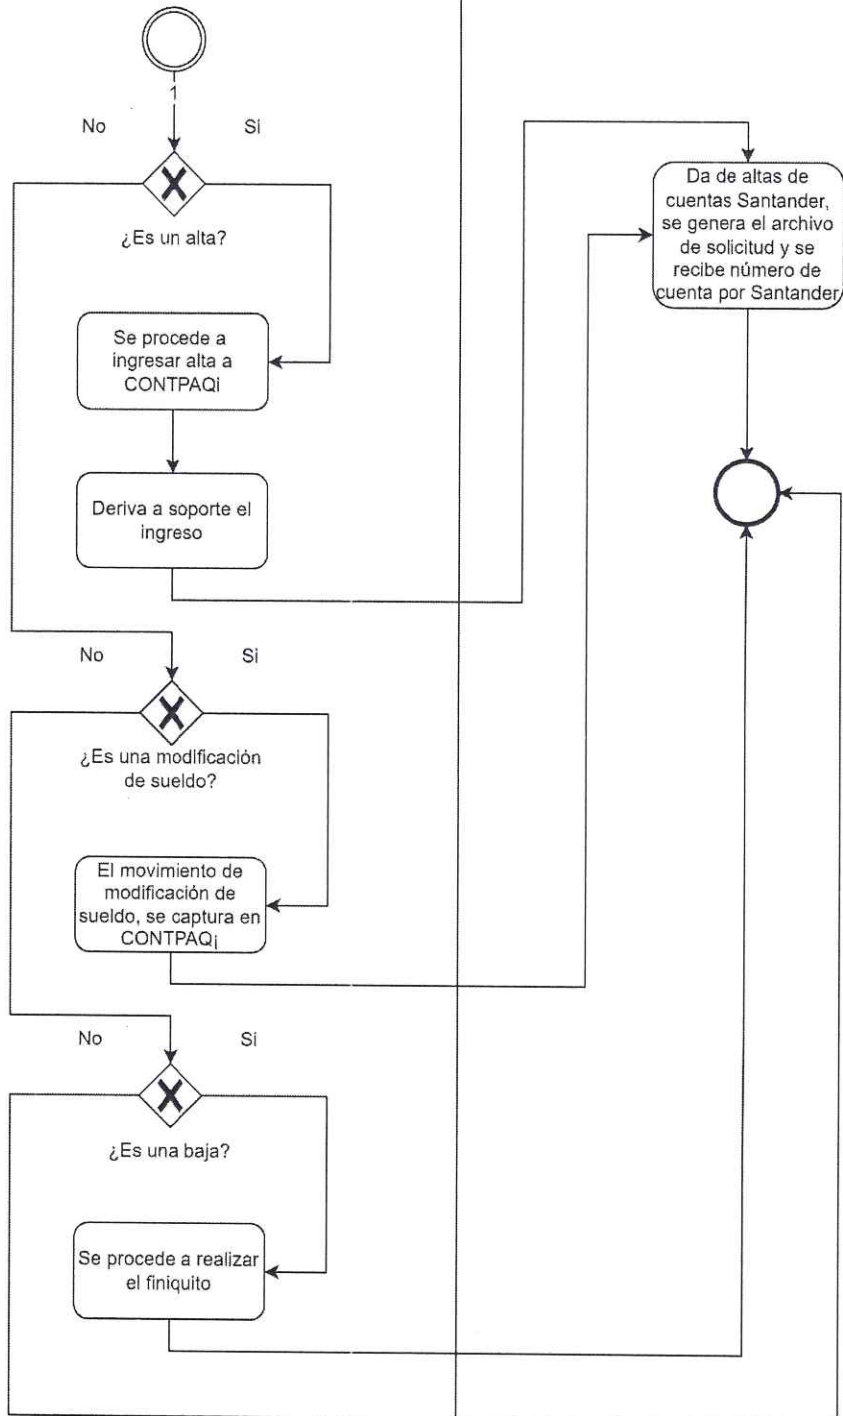 1
No
Si
¿Es un alta?
Se procede a
ingresar alta a
CONTPAQi
Deriva a soporte el
ingreso
No
Si
¿Es una modificación
de sueldo?
El movimiento de
modificación de
sueldo, se captura en
CONTPAQ¡
No
Si
¿Es una baja?
Se procede a realizar
el finiquito
Da de altas de
cuentas Santander,
se genera el archivo
de solicitud y se
recibe número de
cuenta por Santander